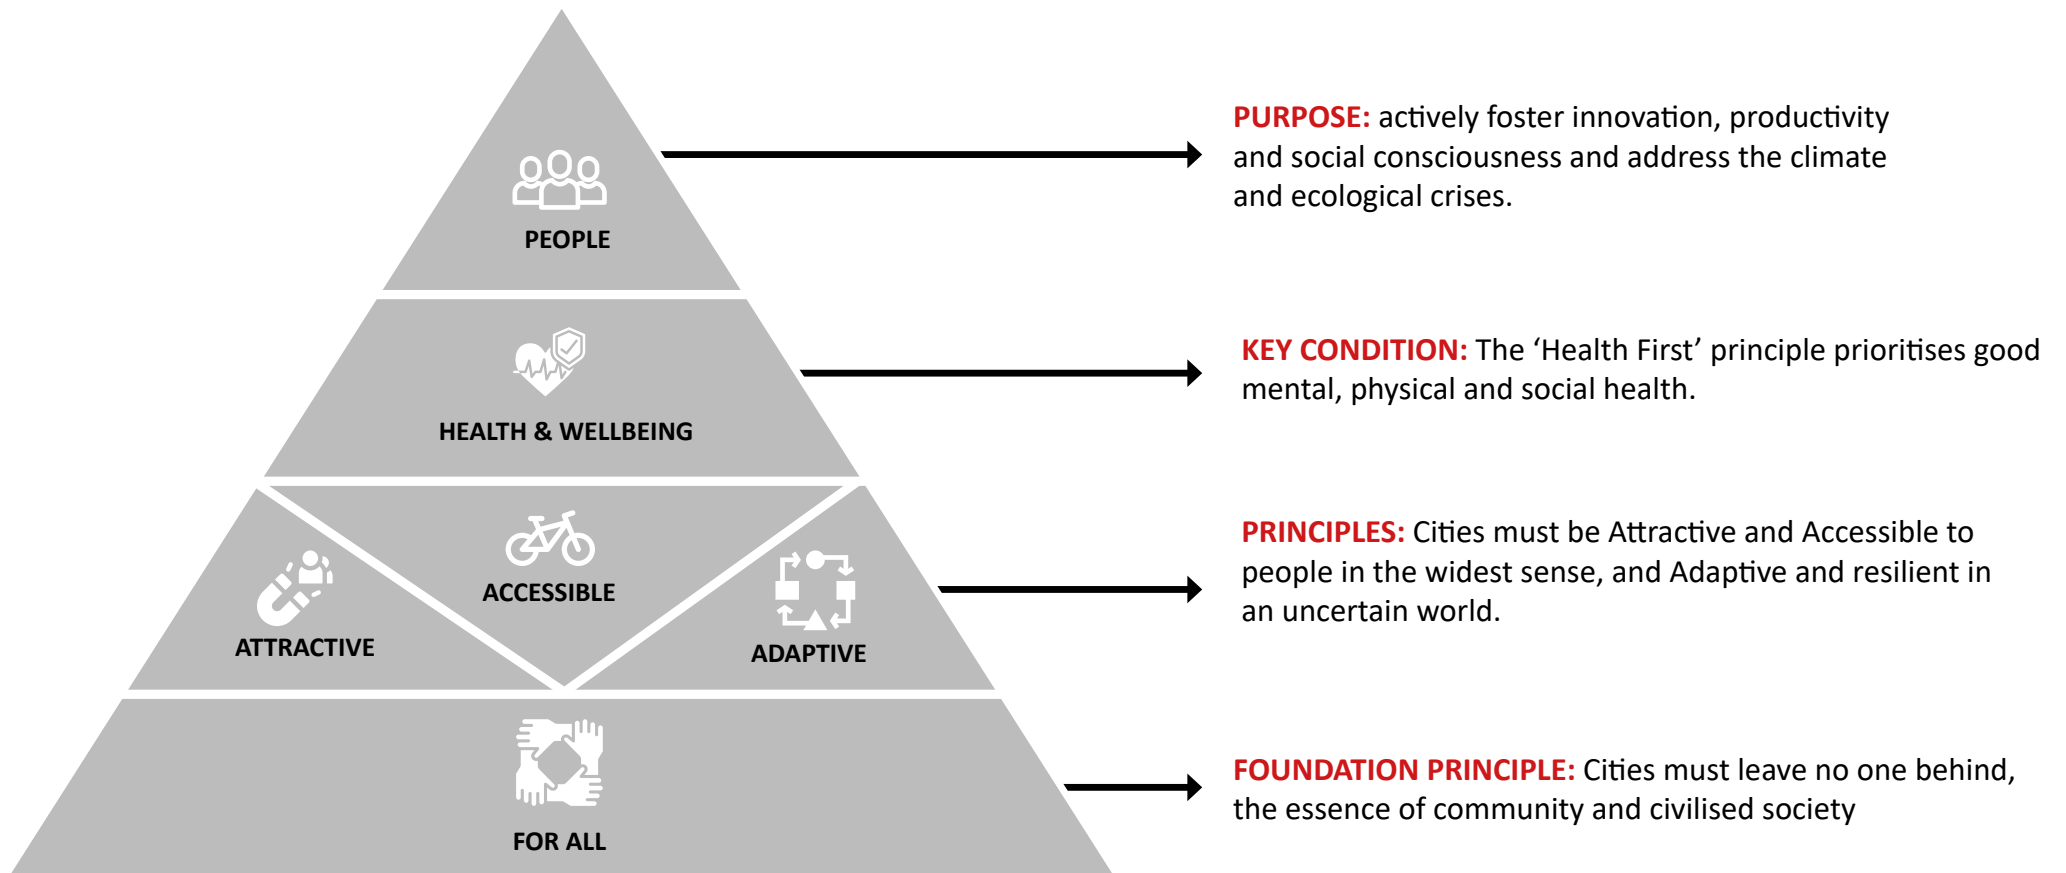 PURPOSE: actively foster innovation, productivity
and social consciousness and address the climate
and ecological crises.
PEOPLE
KEY CONDITION: The ‘Health First’ principle prioritises good
mental, physical and social health.
HEALTH & WELLBEING
PRINCIPLES: Cities must be Attractive and Accessible to
people in the widest sense, and Adaptive and resilient in
an uncertain world.
ACCESSIBLE
ATTRACTIVE
ADAPTIVE
FOUNDATION PRINCIPLE: Cities must leave no one behind,
the essence of community and civilised society
FOR ALL